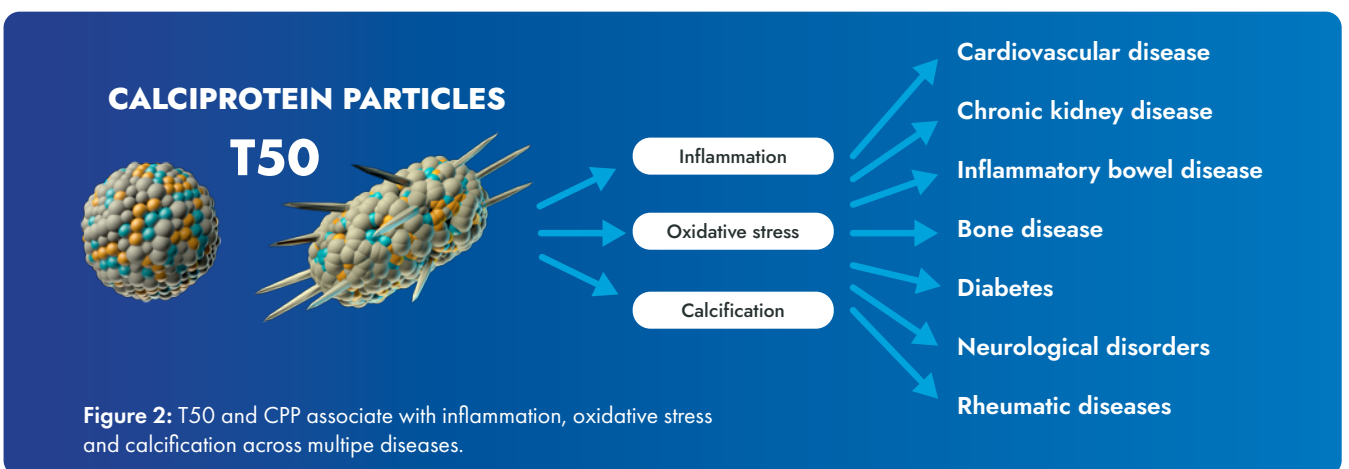 CALCIPROTEIN PARTICLES
T50
Inflammation
Oxidative stress
Calcification
Cardiovascular disease
Chronic kidney disease
Inflammatory bowel disease
Bone disease
Diabetes
Neurological disorders
Rheumatic diseases
Figure 2: T50 and CPP associate with inflammation, oxidative stress
and calcification across multipe diseases.